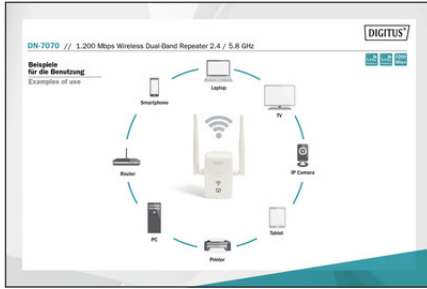 DIGITUS®
DN-7070 // 1.200 Mbps Wireless Dual-Band Repeater 2.4 / 5.8 GHz
Beispiele
für die Benutzung
Examples of use
Laptop
Smartphone
TV
Router
IP Camera
PC
Tablet
Printer